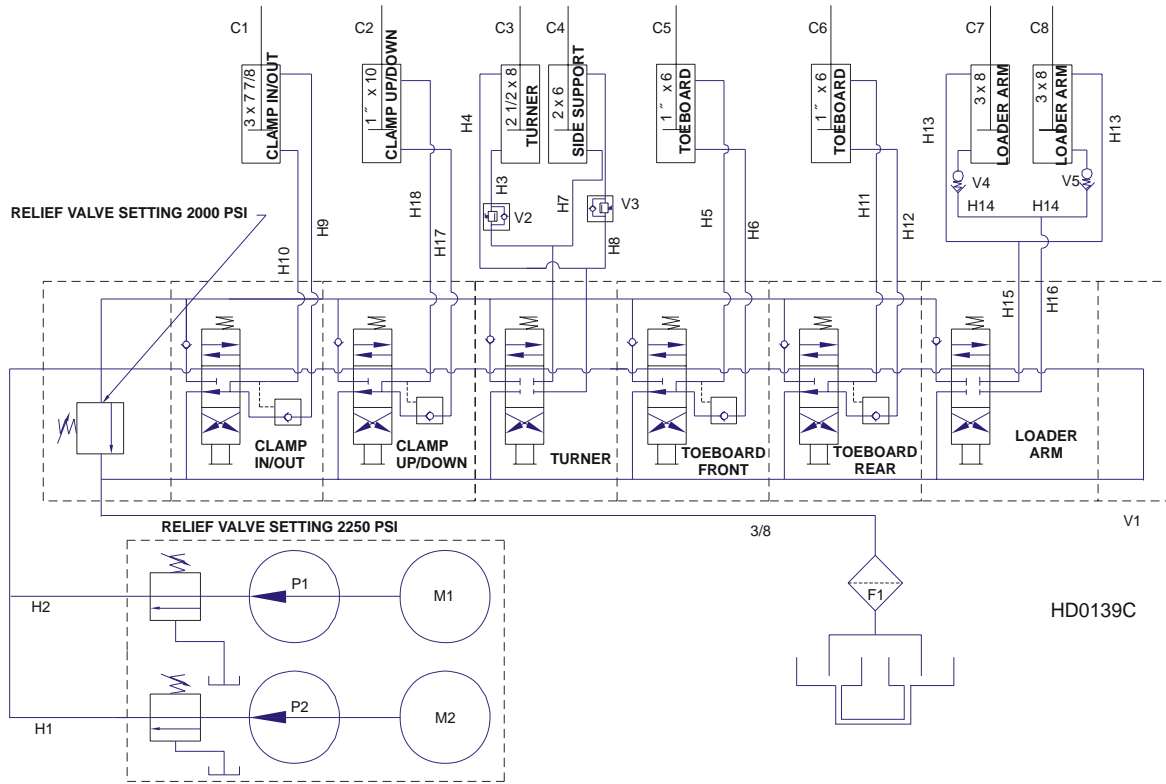 C1
C2
C3
C4
C5
C6
C7
C8
3 x 7 7/8
CLAMP IN/OUT
1 ˝ x 10
CLAMP UP/DOWN
2 1/2 x 8
TURNER
2 x 6
SIDE SUPPORT
1 ˝ x 6
TOEBOARD
1 ˝ x 6
TOEBOARD
3 x 8
LOADER ARM
3 x 8
LOADER ARM
H4
H13
H13
H3
H7
V2
V3
H8
V4
V5
H14
H14
H18
H17
H5
H6
H11
H12
H9
H10
H15
H16
RELIEF VALVE SETTING 2000 PSI
CLAMP
IN/OUT
CLAMP
UP/DOWN
TURNER
TOEBOARD
FRONT
TOEBOARD
REAR
LOADER
ARM
V1
RELIEF VALVE SETTING 2250 PSI
3/8
P1
M1
H2
F1
HD0139C
P2
M2
H1